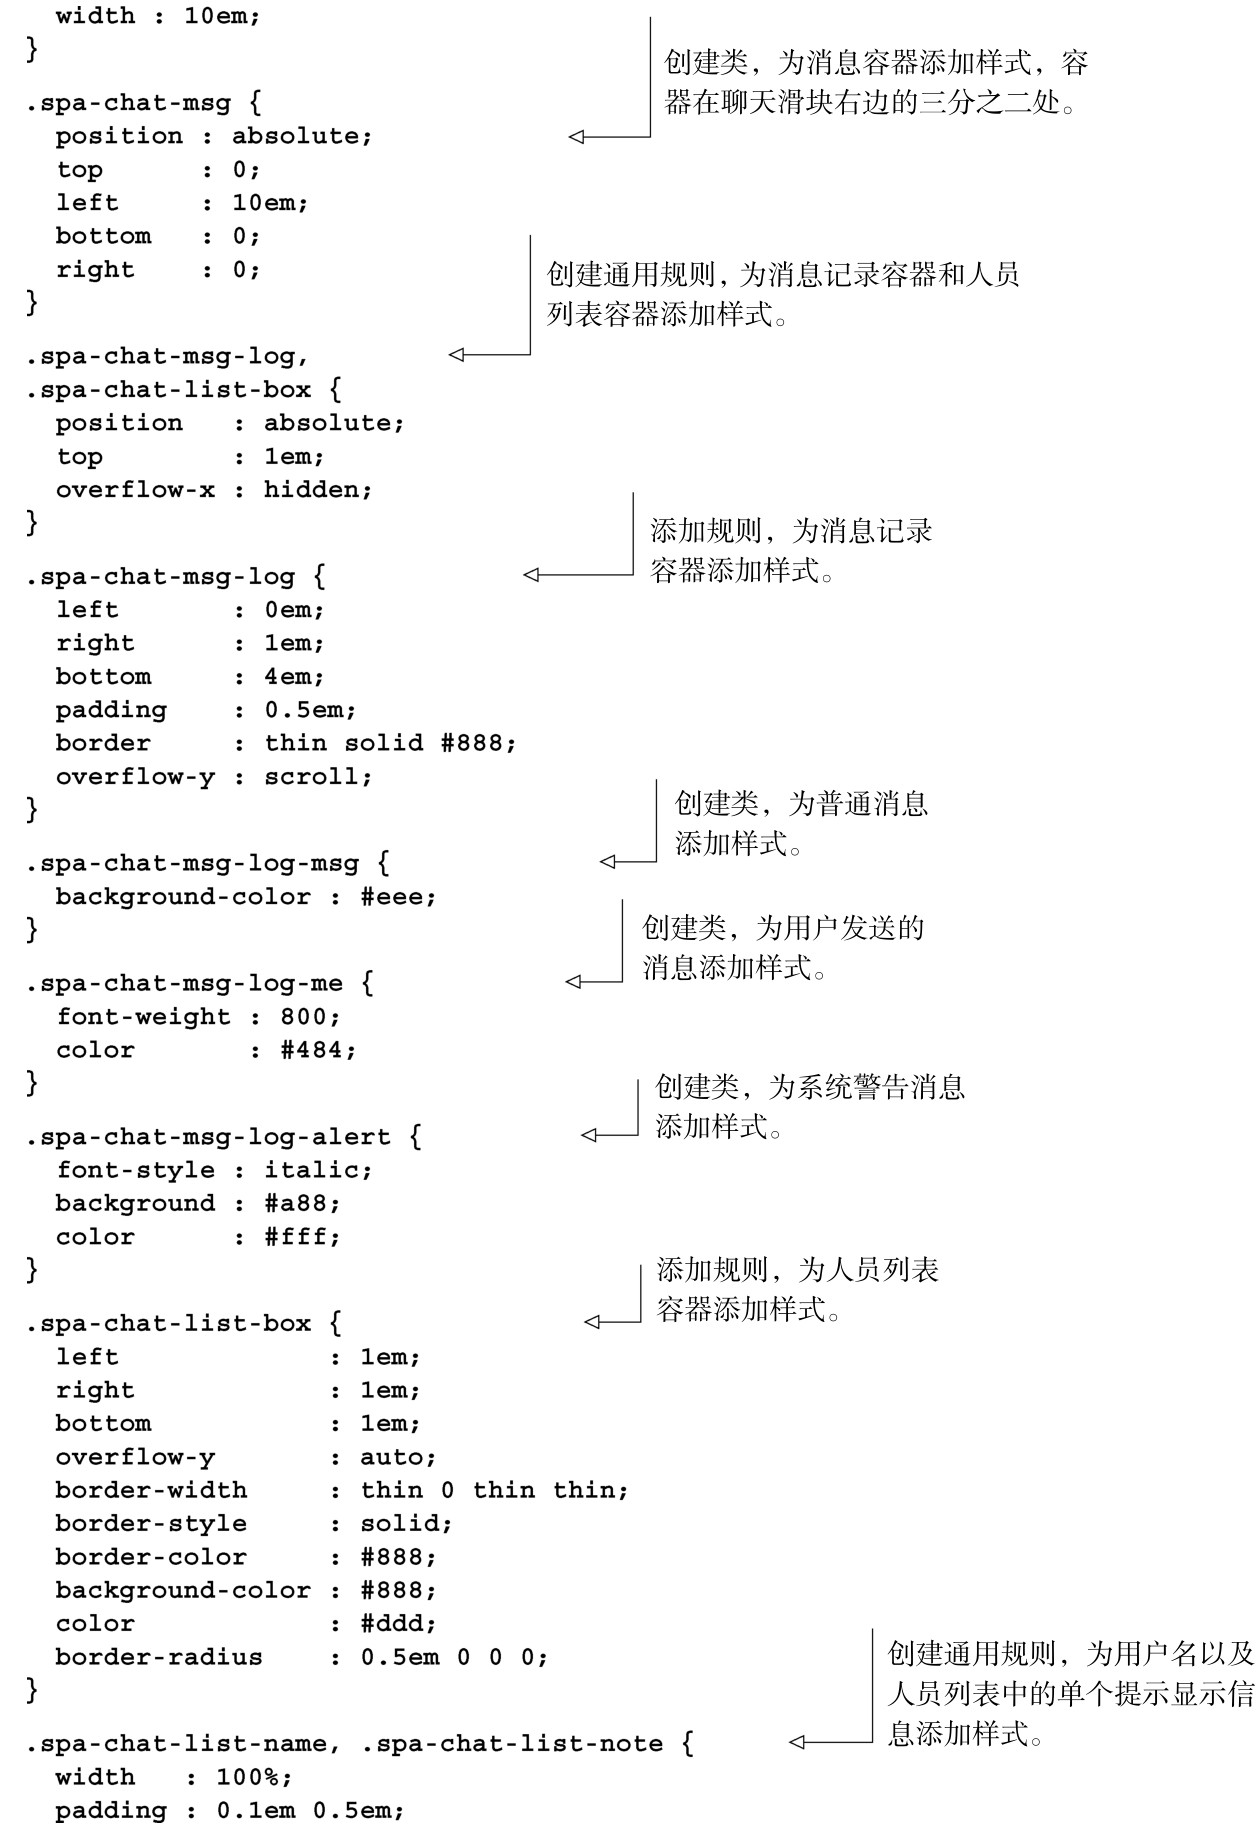 width : 10em;
}
创建类，为消息容器添加样式，容
器在聊天滑块右边的三分之二处。
.spa-chat-msg {
  position : absolute;
  top      : 0;
  left     : 10em;
  bottom   : 0;
  right    : 0;
}
创建通用规则，为消息记录容器和人员
列表容器添加样式。
.spa-chat-msg-log,
.spa-chat-list-box {
  position   : absolute;
  top        : 1em;
  overflow-x : hidden;
}
添加规则，为消息记录
容器添加样式。
.spa-chat-msg-log {
  left       : 0em;
  right      : 1em;
  bottom     : 4em;
  padding    : 0.5em;
  border     : thin solid #888;
  overflow-y : scroll;
}
创建类，为普通消息
添加样式。
.spa-chat-msg-log-msg {
  background-color : #eee;
}
创建类，为用户发送的
消息添加样式。
.spa-chat-msg-log-me {
  font-weight : 800;
  color       : #484;
}
创建类，为系统警告消息
添加样式。
.spa-chat-msg-log-alert {
  font-style : italic;
  background : #a88;
  color      : #fff;
}
添加规则，为人员列表
容器添加样式。
.spa-chat-list-box {
  left             : 1em;
  right            : 1em;
  bottom           : 1em;
  overflow-y       : auto;
  border-width     : thin 0 thin thin;
  border-style     : solid;
  border-color     : #888;
  background-color : #888;
  color            : #ddd;
  border-radius    : 0.5em 0 0 0;
}
创建通用规则，为用户名以及
人员列表中的单个提示显示信
息添加样式。
.spa-chat-list-name, .spa-chat-list-note {
  width   : 100%;
  padding : 0.1em 0.5em;